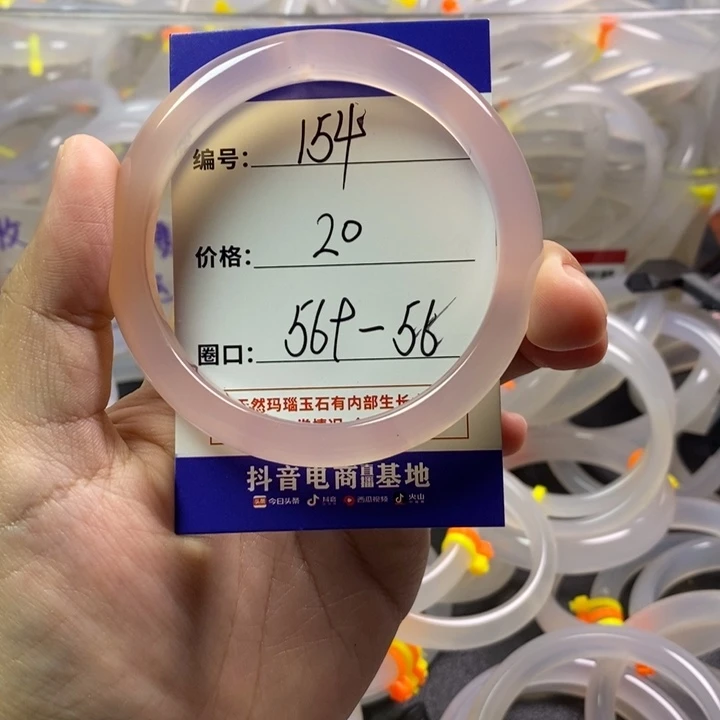 编号: 154
价格: 20
圈口: 569-56
天然玛瑙玉石有内部生长
抖音电商直播基地
今日头条 抖音 西瓜视频 火山
收